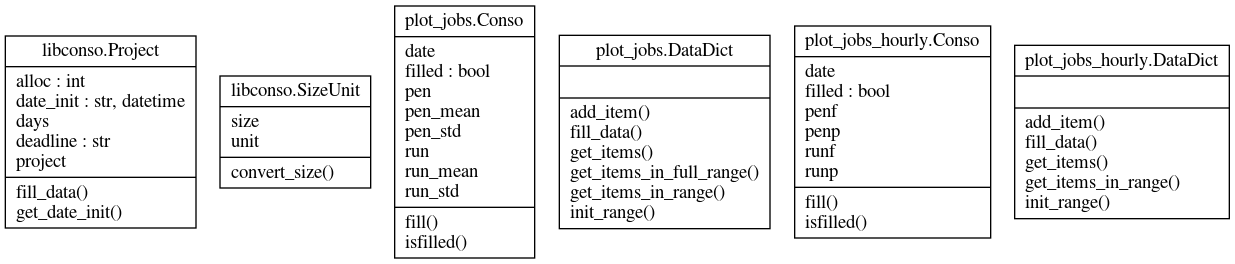 libconso.Project
alloc : int
date_init : str, datetime
days
deadline : str
project
fill_data()
get_date_init()
libconso.SizeUnit
size
unit
convert_size()
plot_jobs.Conso
date
filled : bool
pen
pen_mean
pen_std
run
run_mean
run_std
fill()
isfilled()
plot_jobs.DataDict
add_item()
fill_data()
get_items()
get_items_in_full_range()
get_items_in_range()
init_range()
plot_jobs_hourly.Conso
date
filled : bool
penf
penp
runf
runp
fill()
isfilled()
plot_jobs_hourly.DataDict
add_item()
fill_data()
get_items()
get_items_in_range()
init_range()